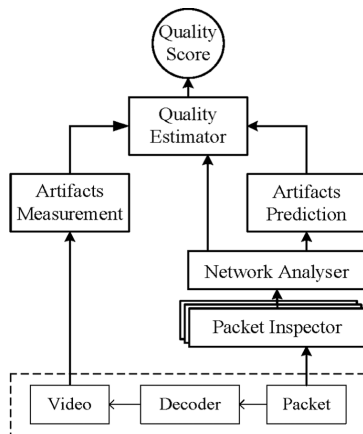 Quality
Score
Quality
Estimator
Artifacts
Measurement
Artifacts
Prediction
Network Analyser
Packet Inspector
Video
Decoder
Packet